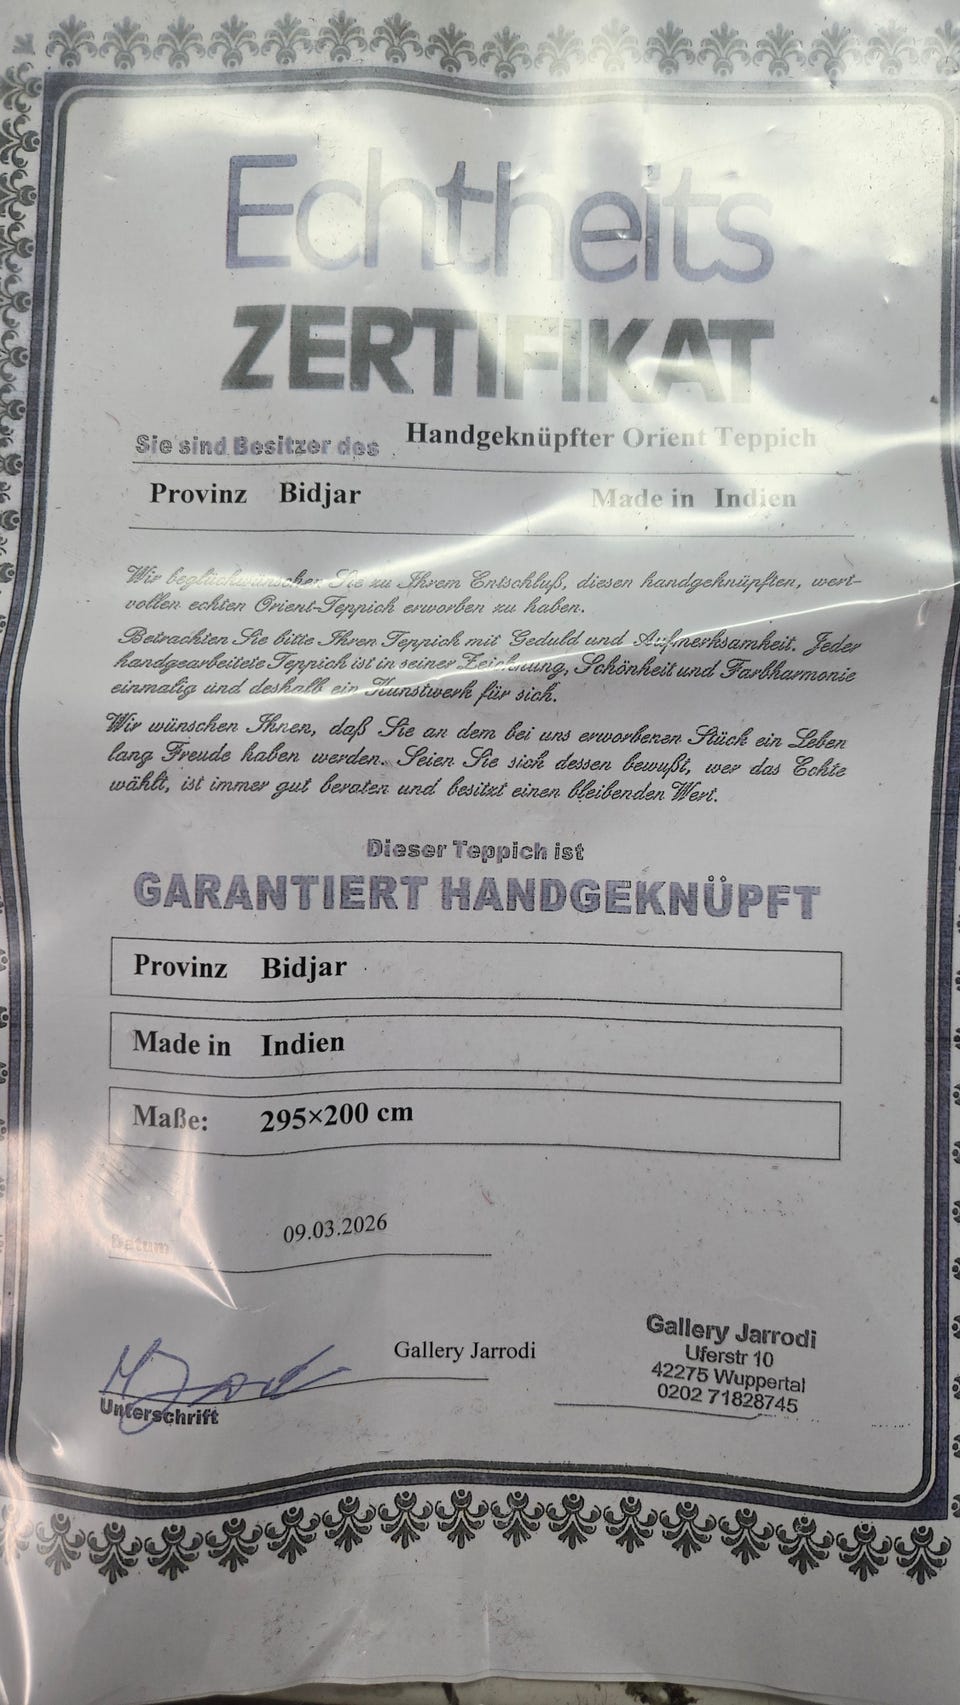 Echtheits
ZERTIFIKAT
Sie sind Besitzer des Handgeknüpfter Orient Teppich
Provinz Bidjar Made in Indien
Wir beglückwünschen Sie zu Ihrem Entschluß, diesen handgeknüpften, wert-
vollen echten Orient-Teppich erworben zu haben.
Betrachten Sie bitte Ihren Teppich mit Geduld und Aufmerksamkeit. Jeder
handgearbeitete Teppich ist in seiner Zeichnung, Schönheit und Farbharmonie
einmalig und deshalb ein Kunstwerk für sich.
Wir wünschen Ihnen, daß Sie an dem bei uns erworbenen Stück ein Leben
lang Freude haben werden. Seien Sie sich dessen bewußt, wer das Echte
wählt, ist immer gut beraten und besitzt einen bleibenden Wert.
Dieser Teppich ist
GARANTIERT HANDGEKNÜPFT
Provinz Bidjar
Made in Indien
Maße: 295×200 cm
Datum 09.03.2026
Gallery Jarrodi
Unterschrift
Gallery Jarrodi
Uferstr 10
42275 Wuppertal
0202 71828745